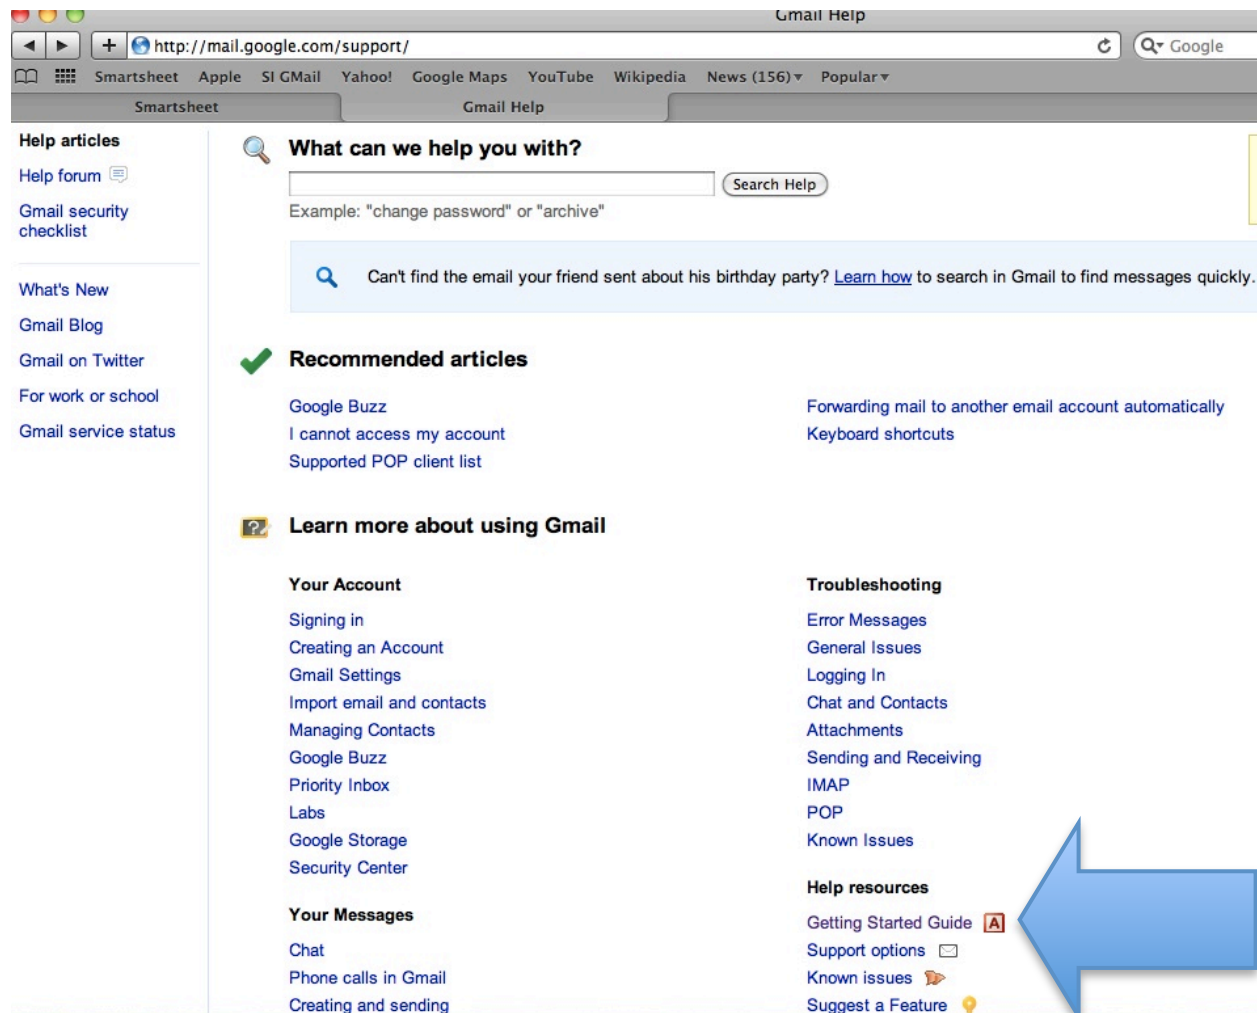 Gmail Help
+ http://mail.google.com/support/
Google
Smartsheet Apple SI GMail Yahoo! Google Maps YouTube Wikipedia News (156) Popular
Smartsheet Gmail Help
Help articles
Help forum
Gmail security
checklist
What's New
Gmail Blog
Gmail on Twitter
For work or school
Gmail service status
What can we help you with?
Search Help
Example: "change password" or "archive"
Can't find the email your friend sent about his birthday party? Learn how to search in Gmail to find messages quickly.
Recommended articles
Google Buzz
I cannot access my account
Supported POP client list
Forwarding mail to another email account automatically
Keyboard shortcuts
Learn more about using Gmail
Your Account
Signing in
Creating an Account
Gmail Settings
Import email and contacts
Managing Contacts
Google Buzz
Priority Inbox
Labs
Google Storage
Security Center
Your Messages
Chat
Phone calls in Gmail
Creating and sending
Troubleshooting
Error Messages
General Issues
Logging In
Chat and Contacts
Attachments
Sending and Receiving
IMAP
POP
Known Issues
Help resources
Getting Started Guide A
Support options
Known issues
Suggest a Feature